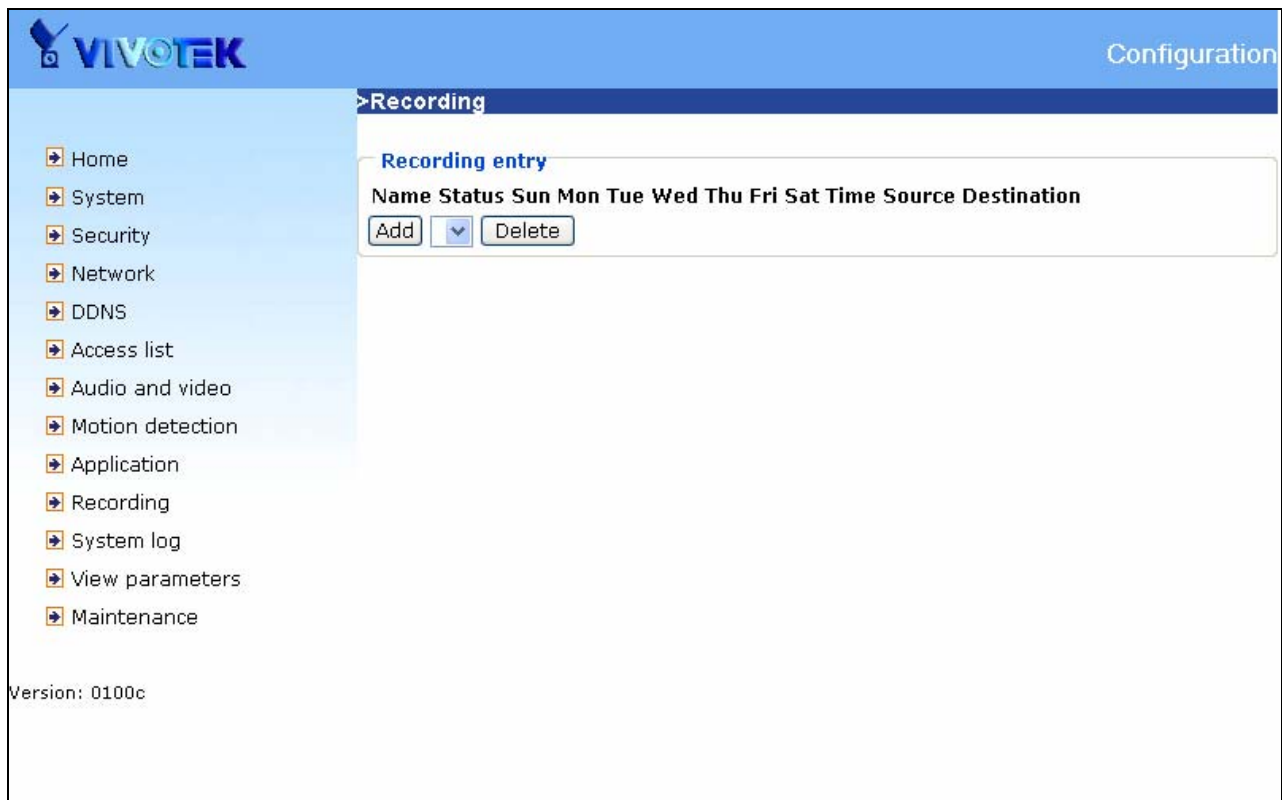 VIVOTEK
Configuration
>Recording
Home
System
Security
Network
DDNS
Access list
Audio and video
Motion detection
Application
Recording
System log
View parameters
Maintenance
Version: 0100c
Recording entry
Name Status Sun Mon Tue Wed Thu Fri Sat Time Source Destination
Add Delete